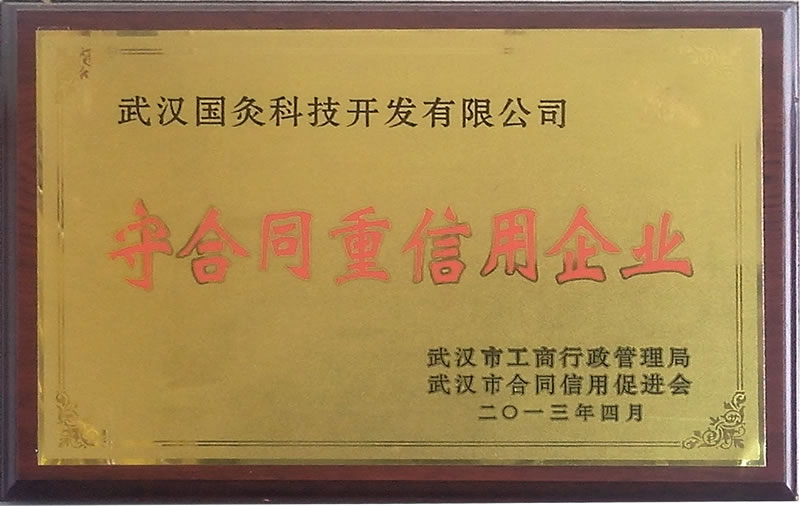 武汉国灸科技开发有限公司
守合同重信用企业
武汉市工商行政管理局
武汉市合同信用促进会
二〇一三年四月